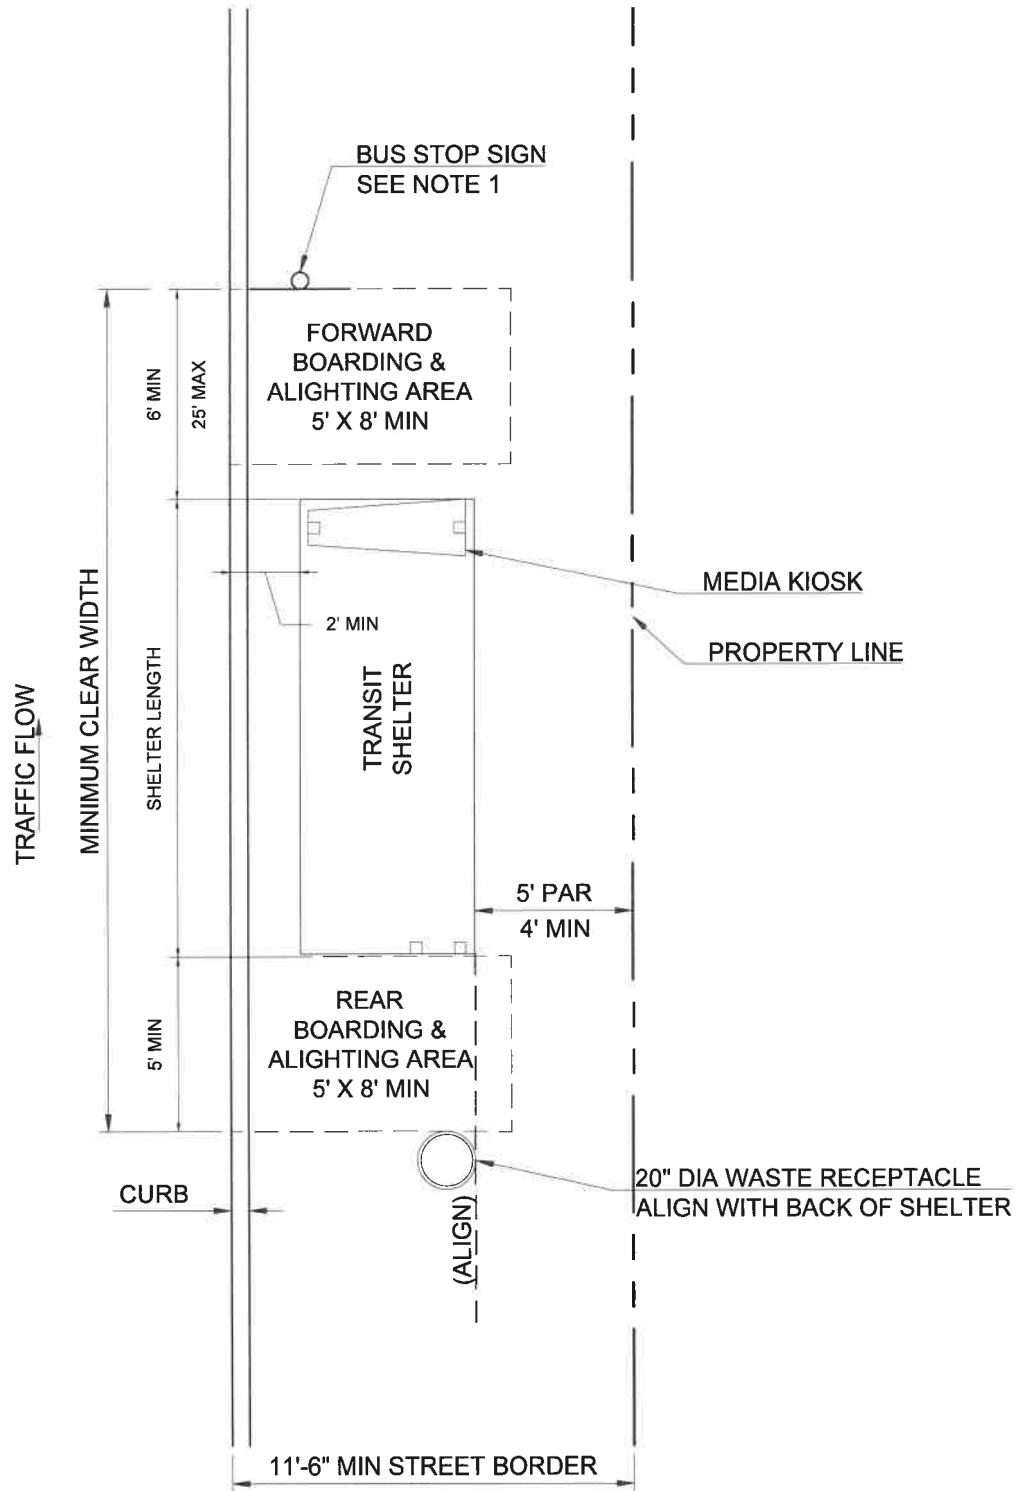 BUS STOP SIGN
SEE NOTE 1
FORWARD
BOARDING &
ALIGHTING AREA
5' X 8' MIN
6' MIN
25' MAX
MEDIA KIOSK
2' MIN
PROPERTY LINE
TRANSIT
SHELTER
SHELTER LENGTH
MINIMUM CLEAR WIDTH
TRAFFIC FLOW
5' PAR
4' MIN
REAR
BOARDING &
ALIGHTING AREA
5' X 8' MIN
5' MIN
20" DIA WASTE RECEPTACLE
ALIGN WITH BACK OF SHELTER
CURB
(ALIGN)
11'-6" MIN STREET BORDER